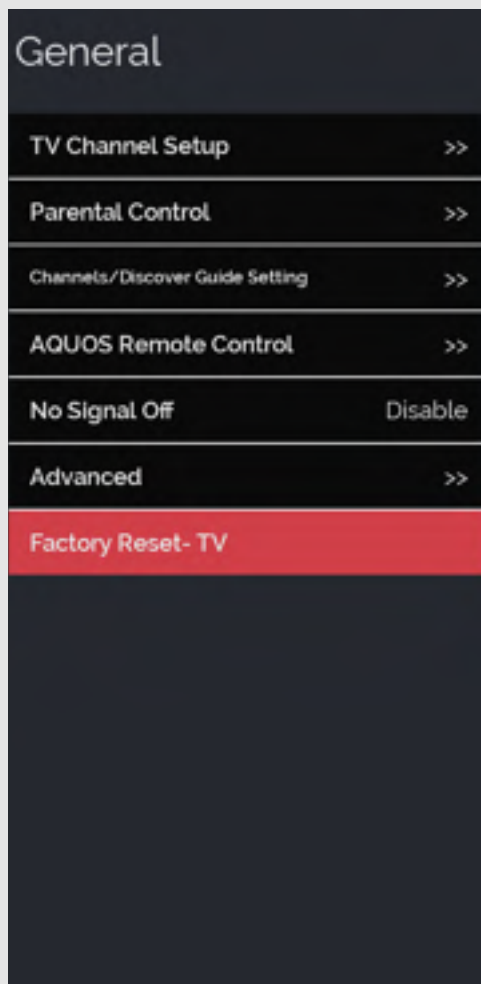 General
TV Channel Setup >>
Parental Control >>
Channels/Discover Guide Setting >>
AQUOS Remote Control >>
No Signal Off Disable
Advanced >>
Factory Reset- TV